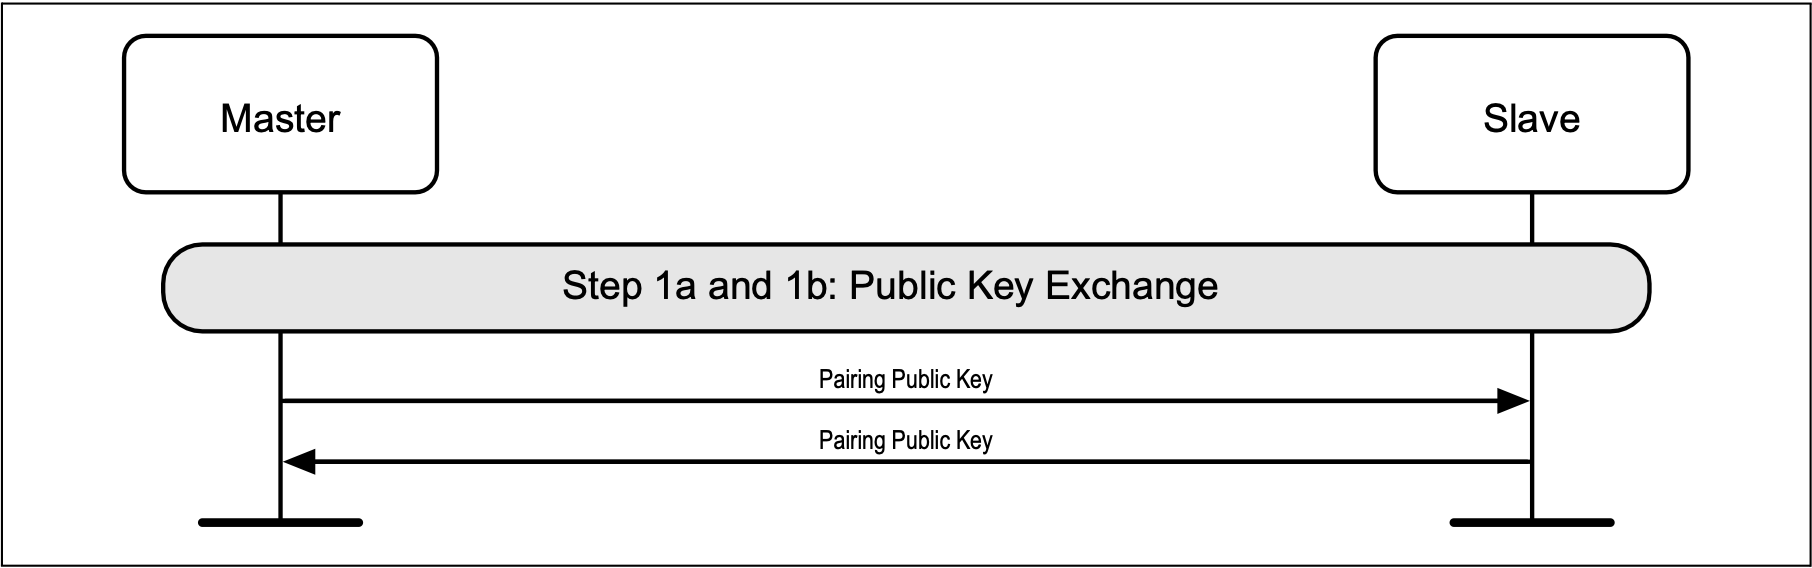 Master
Slave
Step 1a and 1b: Public Key Exchange
Pairing Public Key
Pairing Public Key